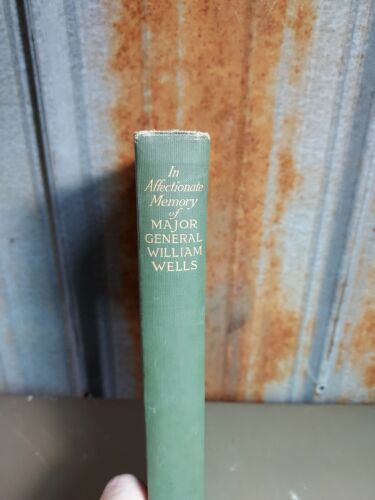 In
Affectionate
Memory
of
MAJOR
GENERAL
WILLIAM
WELLS